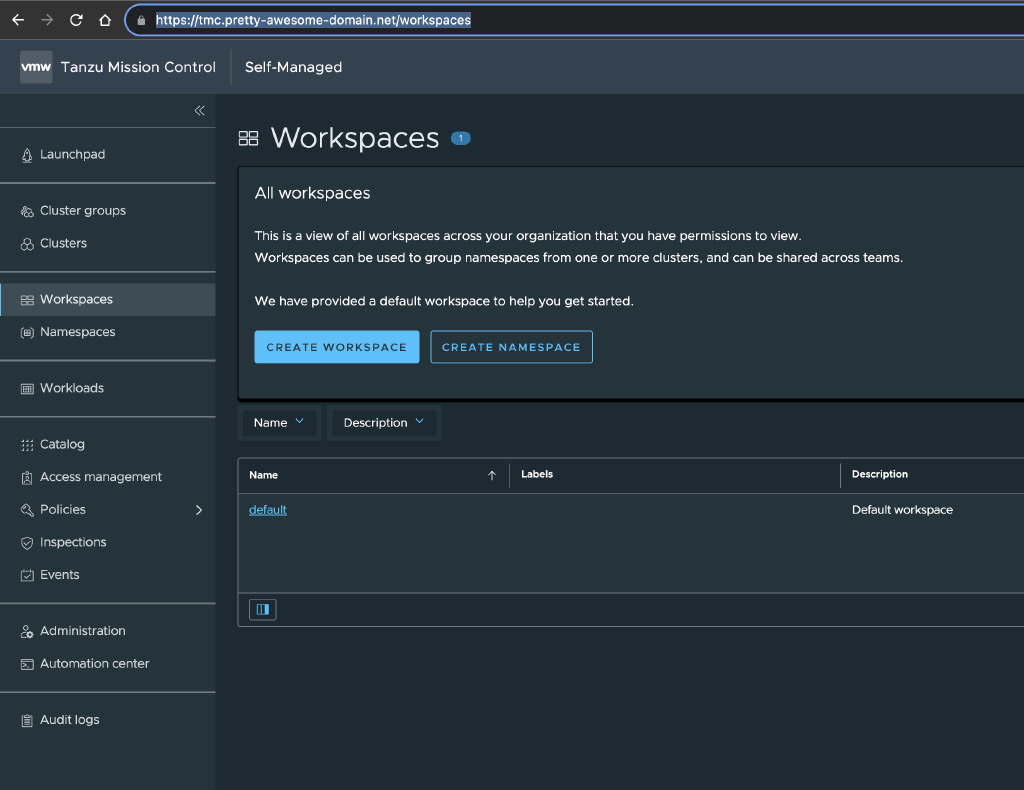 https://tmc.pretty-awesome-domain.net/workspaces
vmw Tanzu Mission Control Self-Managed
Launchpad
Cluster groups
Clusters
Workspaces
Namespaces
Workloads
Catalog
Access management
Policies
Inspections
Events
Administration
Automation center
Audit logs
Workspaces 1
All workspaces
This is a view of all workspaces across your organization that you have permissions to view.
Workspaces can be used to group namespaces from one or more clusters, and can be shared across teams.
We have provided a default workspace to help you get started.
CREATE WORKSPACE CREATE NAMESPACE
Name Description
Name Labels Description
default Default workspace